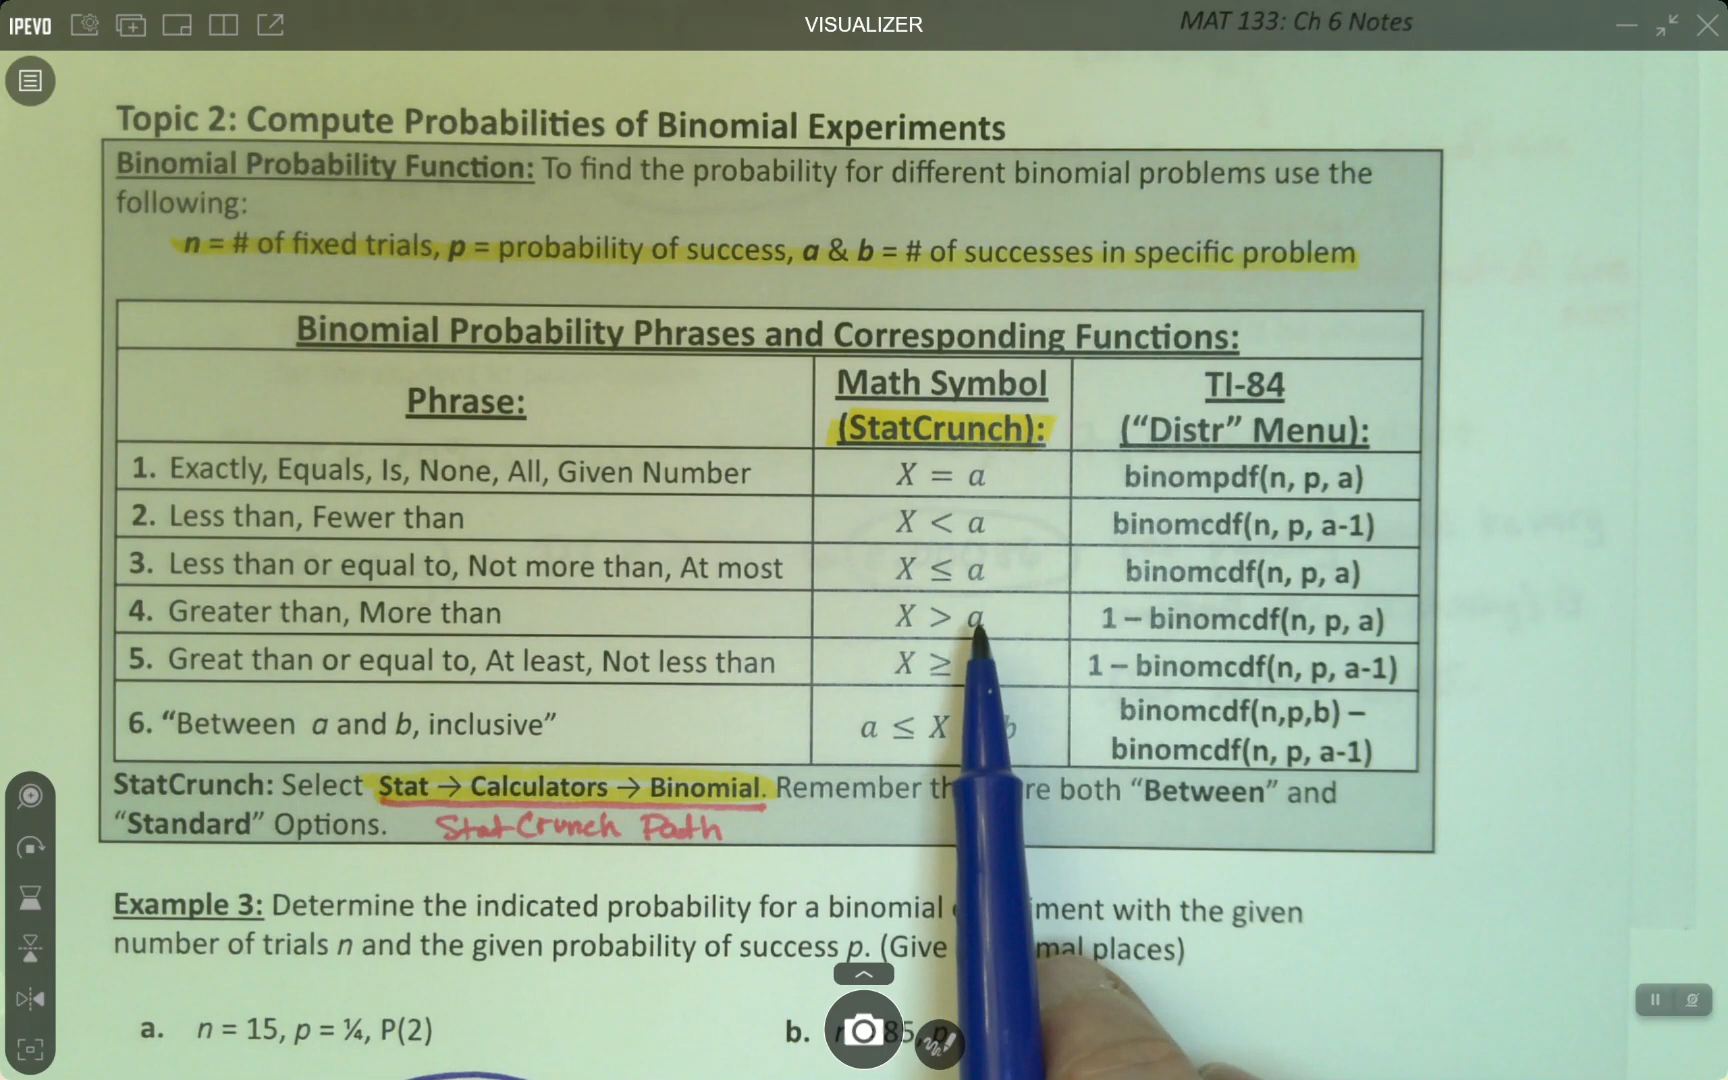 IPEVO
VISUALIZER
MAT 133: Ch 6 Notes
Topic 2: Compute Probabilities of Binomial Experiments
Binomial Probability Function: To find the probability for different binomial problems use the
following:
n = # of fixed trials, p = probability of success, a & b = # of successes in specific problem
Binomial Probability Phrases and Corresponding Functions:
Phrase:
Math Symbol
(StatCrunch):
TI-84
("Distr" Menu):
1. Exactly, Equals, Is, None, All, Given Number X = a binompdf(n, p, a)
2. Less than, Fewer than X < a binomcdf(n, p, a-1)
3. Less than or equal to, Not more than, At most X ≤ a binomcdf(n, p, a)
4. Greater than, More than X > a 1 – binomcdf(n, p, a)
5. Great than or equal to, At least, Not less than X ≥ 1 – binomcdf(n, p, a-1)
6. "Between a and b, inclusive" a ≤ X b binomcdf(n,p,b) –
binomcdf(n, p, a-1)
StatCrunch: Select Stat → Calculators → Binomial. Remember both "Between" and
"Standard" Options. StatCrunch Path
Example 3: Determine the indicated probability for a binomial with the given
number of trials n and the given probability of success p. (Give places)
a. n = 15, p = ¼, P(2)
b.